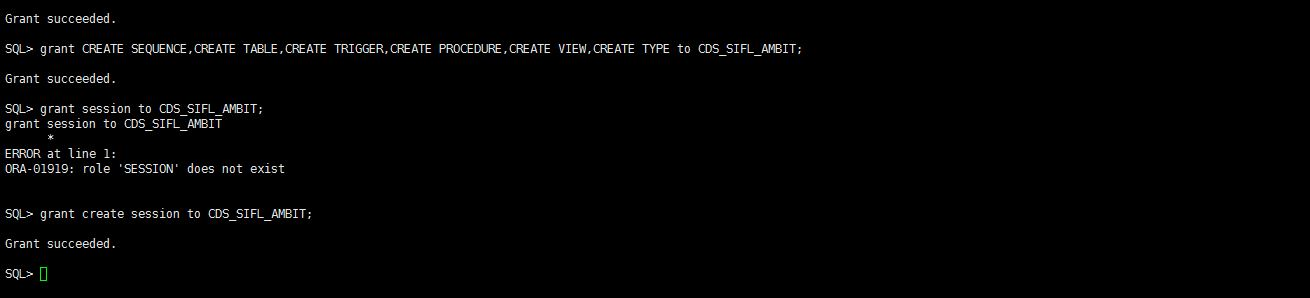 Grant succeeded.
SQL> grant CREATE SEQUENCE,CREATE TABLE,CREATE TRIGGER,CREATE PROCEDURE,CREATE VIEW,CREATE TYPE to CDS_SIFL_AMBIT;
Grant succeeded.
SQL> grant session to CDS_SIFL_AMBIT;
grant session to CDS_SIFL_AMBIT
*
ERROR at line 1:
ORA-01919: role 'SESSION' does not exist
SQL> grant create session to CDS_SIFL_AMBIT;
Grant succeeded.
SQL>